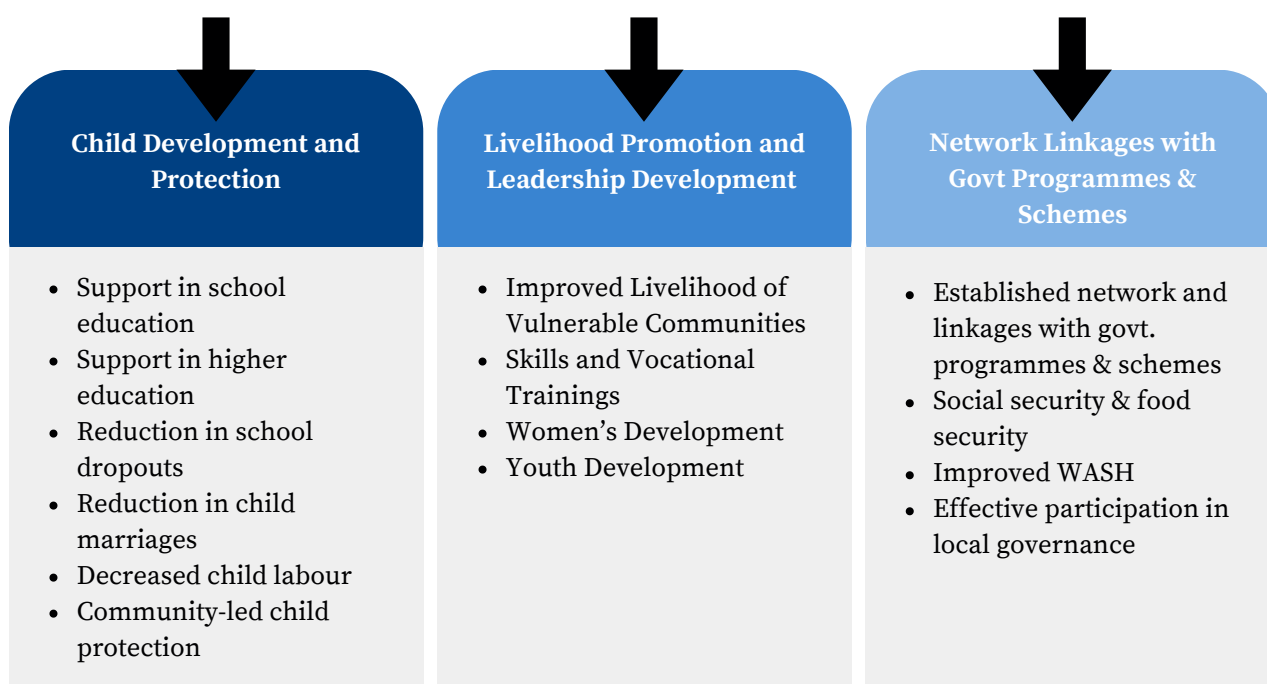 Child Development and
Protection
• Support in school
education
• Support in higher
education
• Reduction in school
dropouts
• Reduction in child
marriages
• Decreased child labour
• Community-led child
protection
Livelihood Promotion and
Leadership Development
• Improved Livelihood of
Vulnerable Communities
• Skills and Vocational
Trainings
• Women’s Development
• Youth Development
Network Linkages with
Govt Programmes &
Schemes
• Established network and
linkages with govt.
programmes & schemes
• Social security & food
security
• Improved WASH
• Effective participation in
local governance